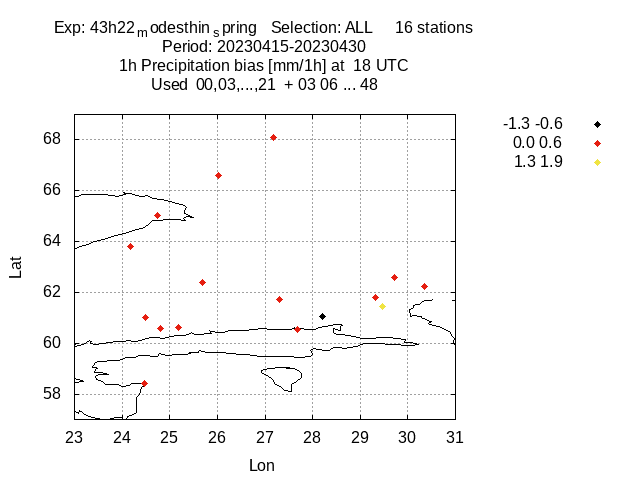 Exp: 43h22modesthinspring   Selection: ALL     16 stations
Period: 20230415-20230430
1h Precipitation bias [mm/1h] at  18 UTC
Used  00,03,...,21  + 03 06 ... 48
-1.3 -0.6
0.0 0.6
1.3 1.9
68
66
64
62
60
58
Lat
23 24 25 26 27 28 29 30 31
Lon